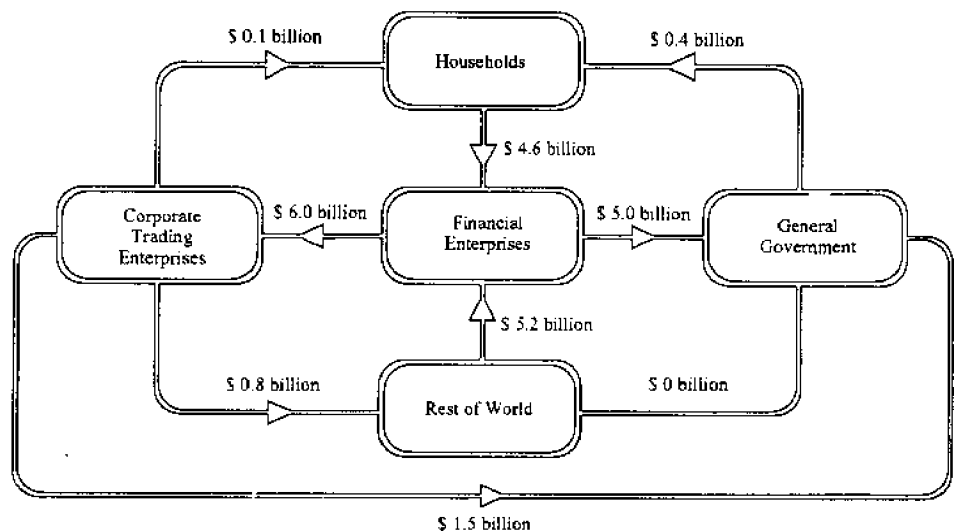 $ 0.1 billion
Households
$ 0.4 billion
$ 4.6 billion
Corporate
Trading
Enterprises
$ 6.0 billion
Financial
Enterprises
$ 5.0 billion
General
Government
$ 5.2 billion
$ 0.8 billion
Rest of World
$ 0 billion
$ 1.5 billion